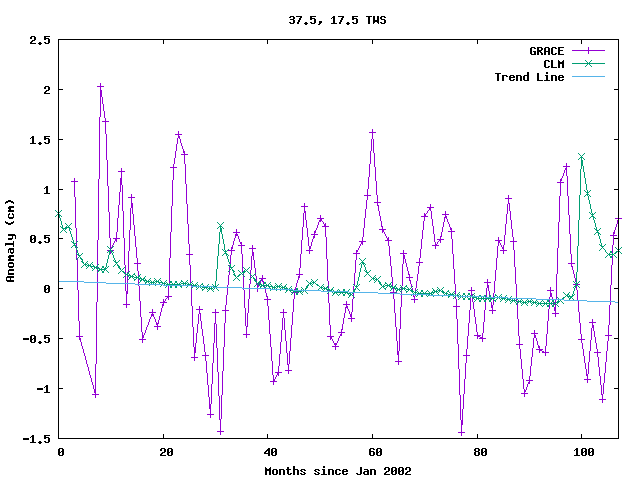 37.5, 17.5 TWS
GRACE
CLM
Trend Line
2.5
2
1.5
1
0.5
0
-0.5
-1
-1.5
Anomaly (cm)
0 20 40 60 80 100
Months since Jan 2002